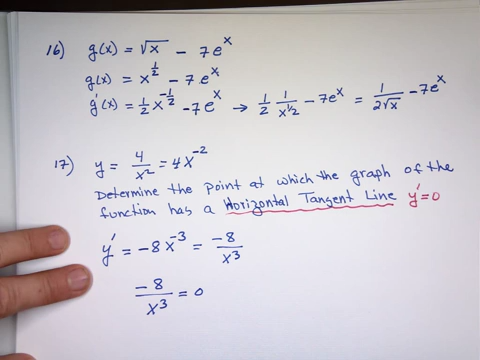 16) g(x) = √x - 7e^x
g(x) = x^{1/2} - 7e^x
g'(x) = 1/2 x^{-1/2} - 7e^x → 1/2 1/x^{1/2} - 7e^x = 1/(2√x) - 7e^x
17) y = 4/x² = 4x^{-2}
Determine the point at which the graph of the
function has a Horizontal Tangent Line y'=0
y' = -8x^{-3} = -8/x³
-8/x³ = 0